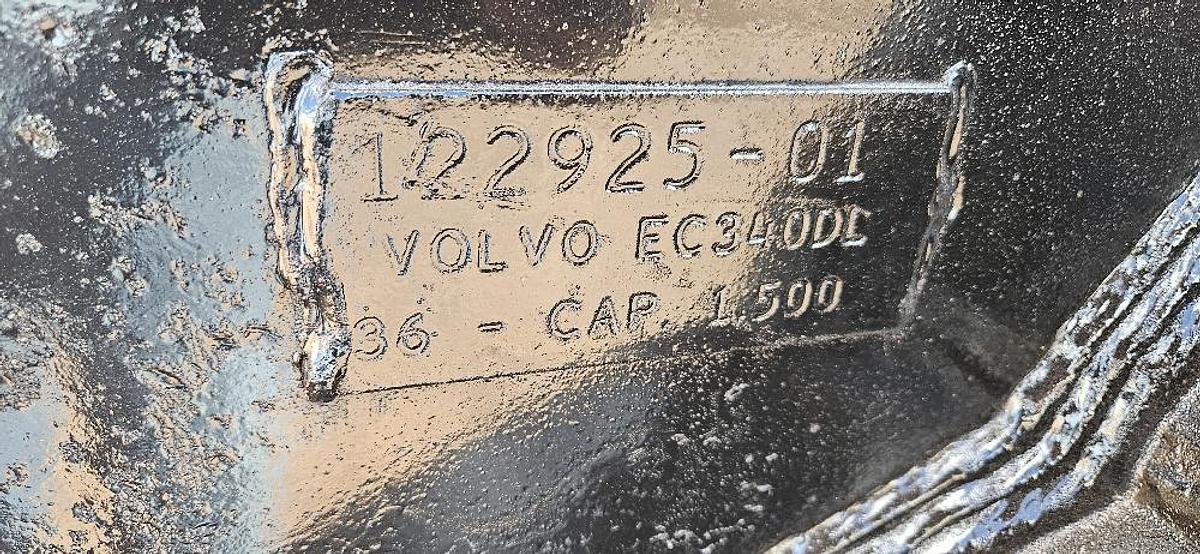 122925-01
VOLVO EC340DL
36 - CAP. 1.500